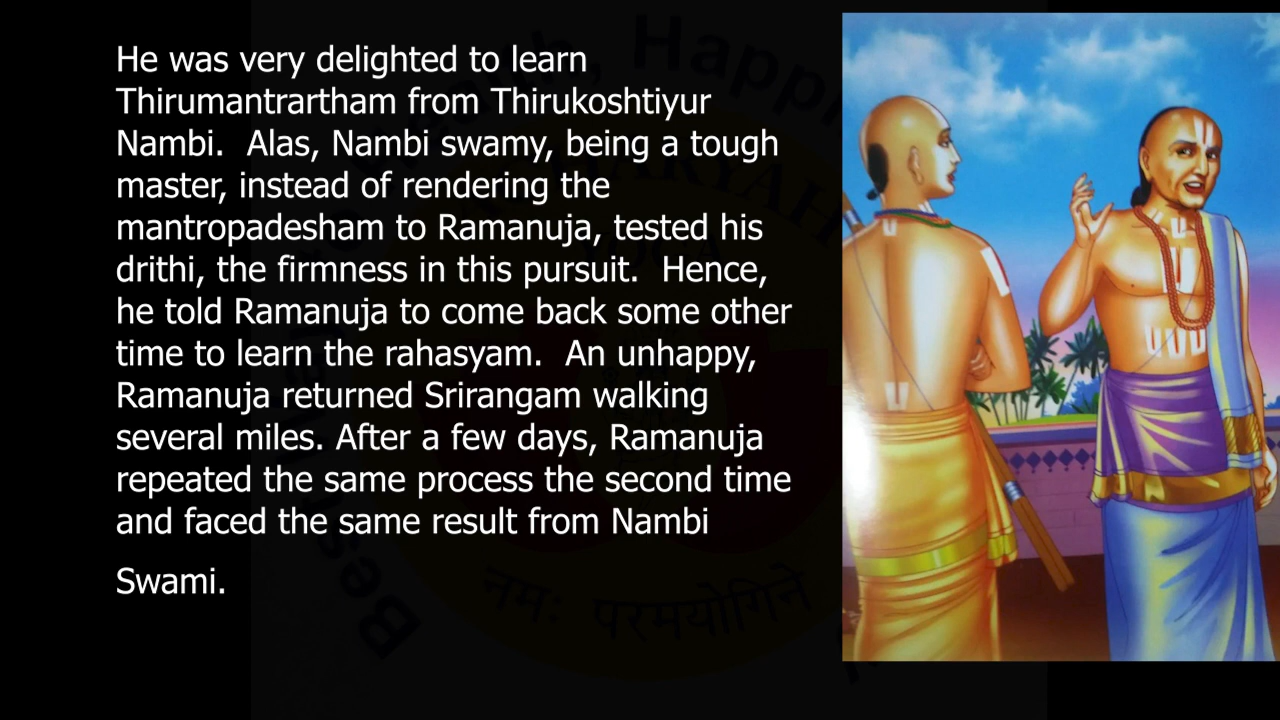 He was very delighted to learn
Thirumantrartham from Thirukoshtiyur
Nambi.  Alas, Nambi swamy, being a tough
master, instead of rendering the
mantropadesham to Ramanuja, tested his
drithi, the firmness in this pursuit.  Hence,
he told Ramanuja to come back some other
time to learn the rahasyam.  An unhappy,
Ramanuja returned Srirangam walking
several miles. After a few days, Ramanuja
repeated the same process the second time
and faced the same result from Nambi
Swami.
नमः परमयोगिने